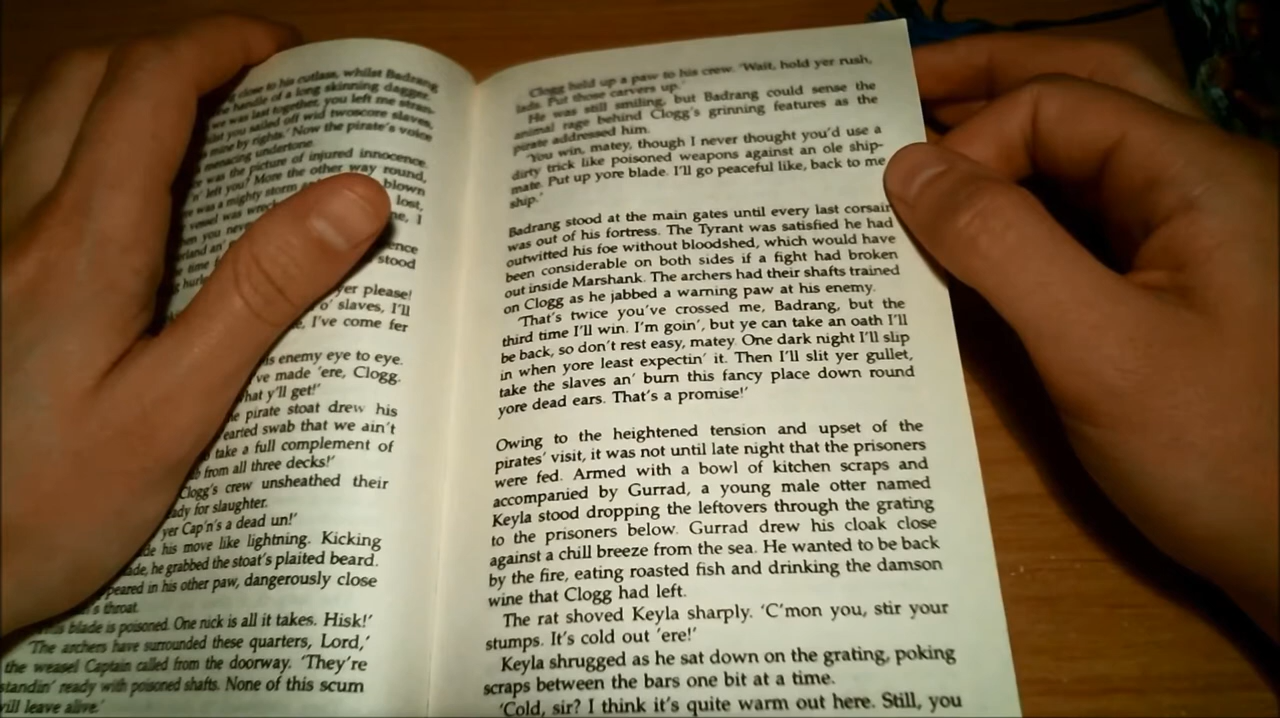 close to his cutlass, whilst Badrang
handle of a long skinning dagger.
we was last together, you left me stran-
you sailed off wid twoscore slaves,
mine by rights.' Now the pirate's voice
menacing undertone.
was the picture of injured innocence.
left you? More the other way round,
was a mighty storm blown
vessel was lost,
I
stood
yer please!
o' slaves, I'll
I've come fer
enemy eye to eye.
've made 'ere, Clogg.
what y'll get!'
pirate stoat drew his
swab that we ain't
take a full complement of
from all three decks!'
Clogg's crew unsheathed their
ready for slaughter.
yer Cap'n's a dead un!'
his move like lightning. Kicking
he grabbed the stoat's plaited beard.
appeared in his other paw, dangerously close
throat.
blade is poisoned. One nick is all it takes. Hisk!'
'The archers have surrounded these quarters, Lord,'
the weasel Captain called from the doorway. 'They're
standin' ready with poisoned shafts. None of this scum
will leave alive.'
Clogg held up a paw to his crew. 'Wait, hold yer rush,
lads. Put those carvers up.'
He was still smiling, but Badrang could sense the
animal rage behind Clogg's grinning features as the
pirate addressed him.
'You win, matey, though I never thought you'd use a
dirty trick like poisoned weapons against an ole ship-
mate. Put up yore blade. I'll go peaceful like, back to me
ship.'
Badrang stood at the main gates until every last corsair
was out of his fortress. The Tyrant was satisfied he had
outwitted his foe without bloodshed, which would have
been considerable on both sides if a fight had broken
out inside Marshank. The archers had their shafts trained
on Clogg as he jabbed a warning paw at his enemy.
'That's twice you've crossed me, Badrang, but the
third time I'll win. I'm goin', but ye can take an oath I'll
be back, so don't rest easy, matey. One dark night I'll slip
in when yore least expectin' it. Then I'll slit yer gullet,
take the slaves an' burn this fancy place down round
yore dead ears. That's a promise!'
Owing to the heightened tension and upset of the
pirates' visit, it was not until late night that the prisoners
were fed. Armed with a bowl of kitchen scraps and
accompanied by Gurrad, a young male otter named
Keyla stood dropping the leftovers through the grating
to the prisoners below. Gurrad drew his cloak close
against a chill breeze from the sea. He wanted to be back
by the fire, eating roasted fish and drinking the damson
wine that Clogg had left.
The rat shoved Keyla sharply. 'C'mon you, stir your
stumps. It's cold out 'ere!'
Keyla shrugged as he sat down on the grating, poking
scraps between the bars one bit at a time.
'Cold, sir? I think it's quite warm out here. Still, you